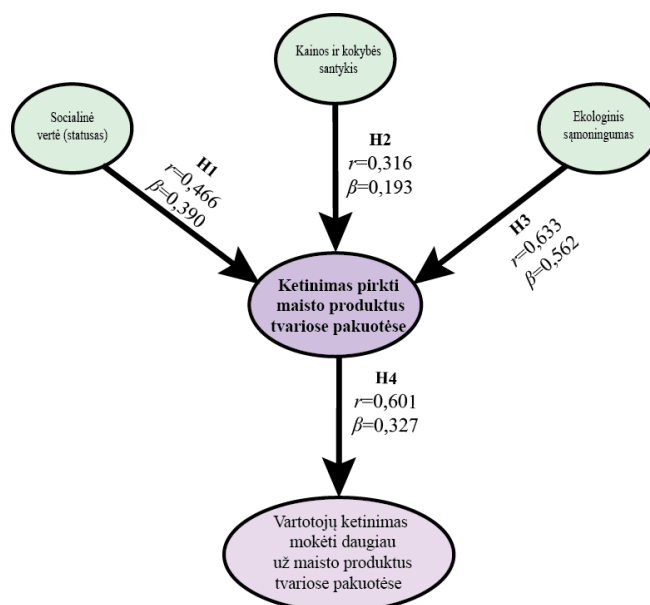 Kainos ir kokybės
santykis
Socialinė
vertė (statusas)
Ekologinis
sąmoningumas
H1
r=0,466
β=0,390
H2
r=0,316
β=0,193
H3
r=0,633
β=0,562
Ketinimas pirkti
maisto produktus
tvariose pakuotėse
H4
r=0,601
β=0,327
Vartotojų ketinimas
mokėti daugiau
už maisto produktus
tvariose pakuotėse